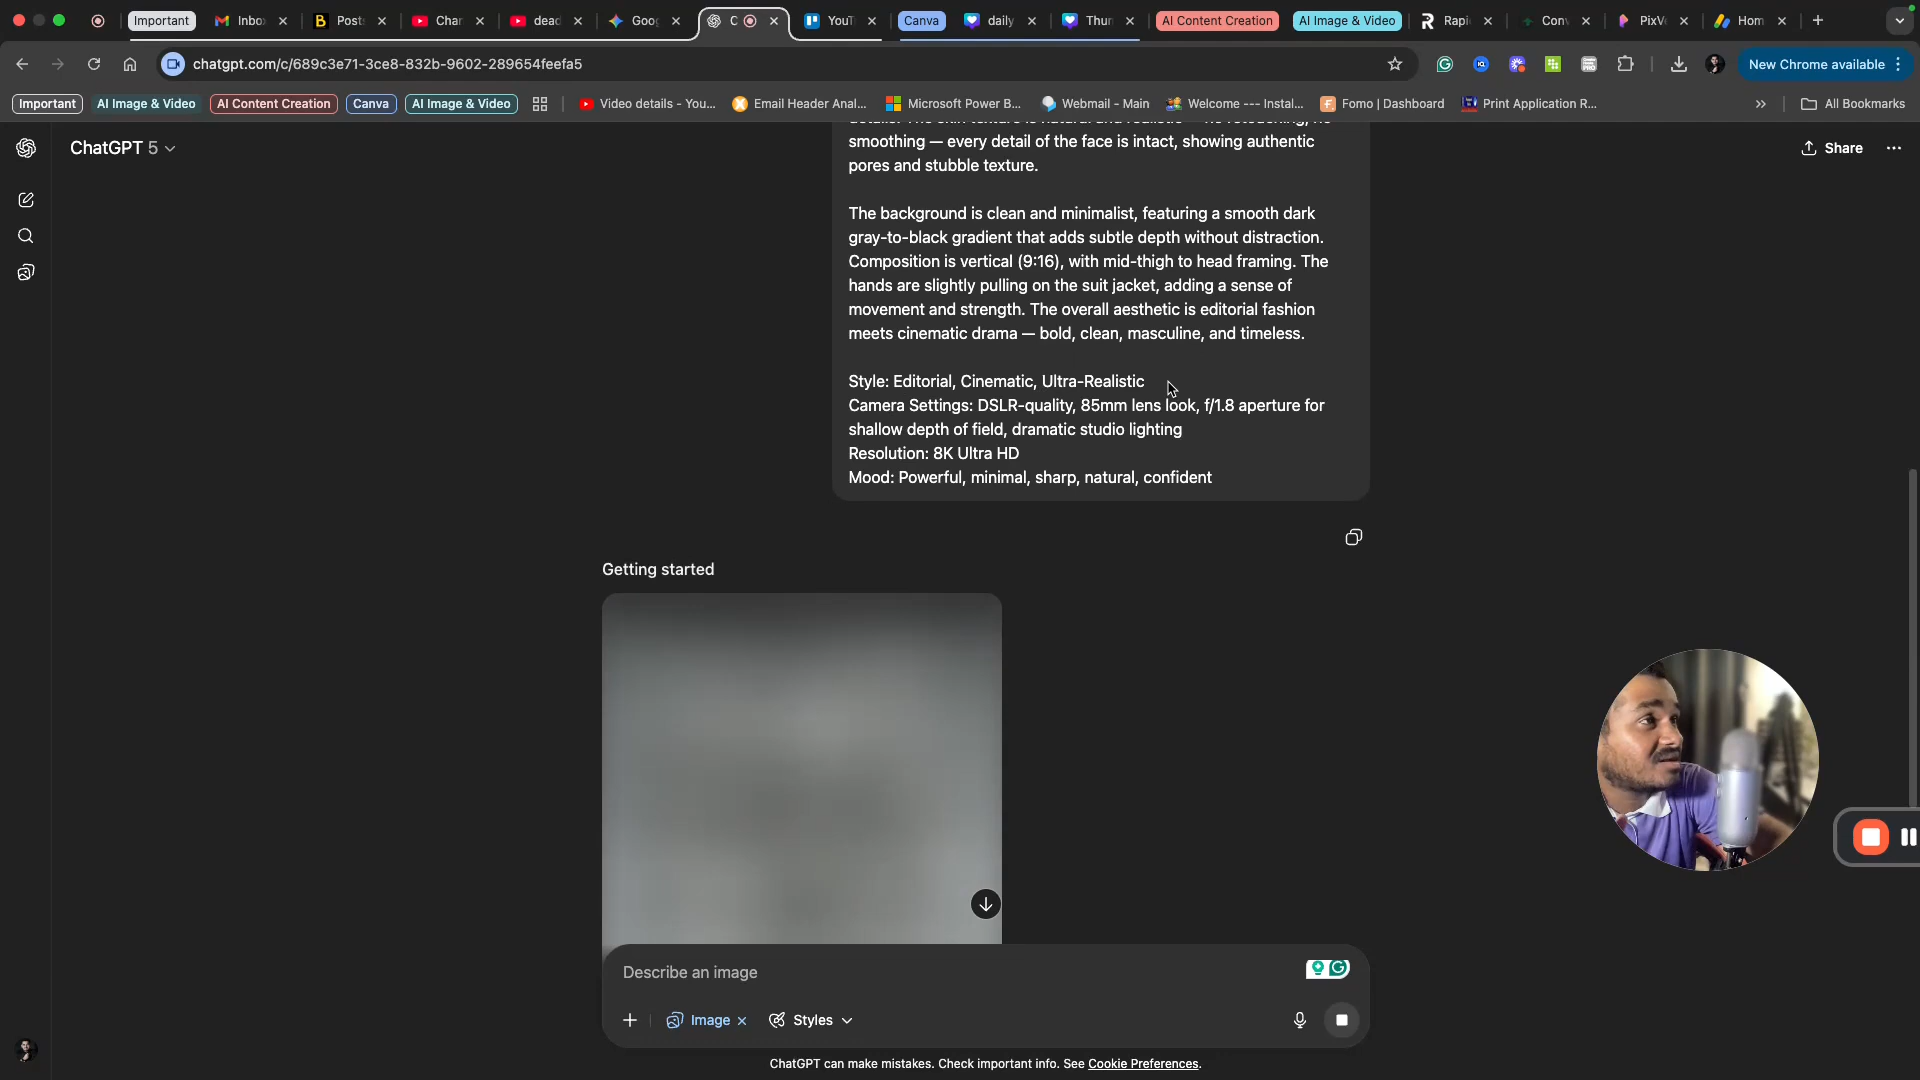 Important
Inbo
Post
Char
dead
Goo
C
YouT
Canva
daily
Thur
AI Content Creation
AI Image & Video
Rapi
Con
PixV
Hom
chatgpt.com/c/689c3e71-3ce8-832b-9602-289654feefa5
New Chrome available
Important
AI Image & Video
AI Content Creation
Canva
AI Image & Video
Video details - You...
Email Header Anal...
Microsoft Power B...
Webmail - Main
Welcome --- Instal...
Fomo | Dashboard
Print Application R...
All Bookmarks
ChatGPT 5
Share
smoothing — every detail of the face is intact, showing authentic
pores and stubble texture.
The background is clean and minimalist, featuring a smooth dark
gray-to-black gradient that adds subtle depth without distraction.
Composition is vertical (9:16), with mid-thigh to head framing. The
hands are slightly pulling on the suit jacket, adding a sense of
movement and strength. The overall aesthetic is editorial fashion
meets cinematic drama — bold, clean, masculine, and timeless.
Style: Editorial, Cinematic, Ultra-Realistic
Camera Settings: DSLR-quality, 85mm lens look, f/1.8 aperture for
shallow depth of field, dramatic studio lighting
Resolution: 8K Ultra HD
Mood: Powerful, minimal, sharp, natural, confident
Getting started
Describe an image
Image
Styles
ChatGPT can make mistakes. Check important info. See Cookie Preferences.